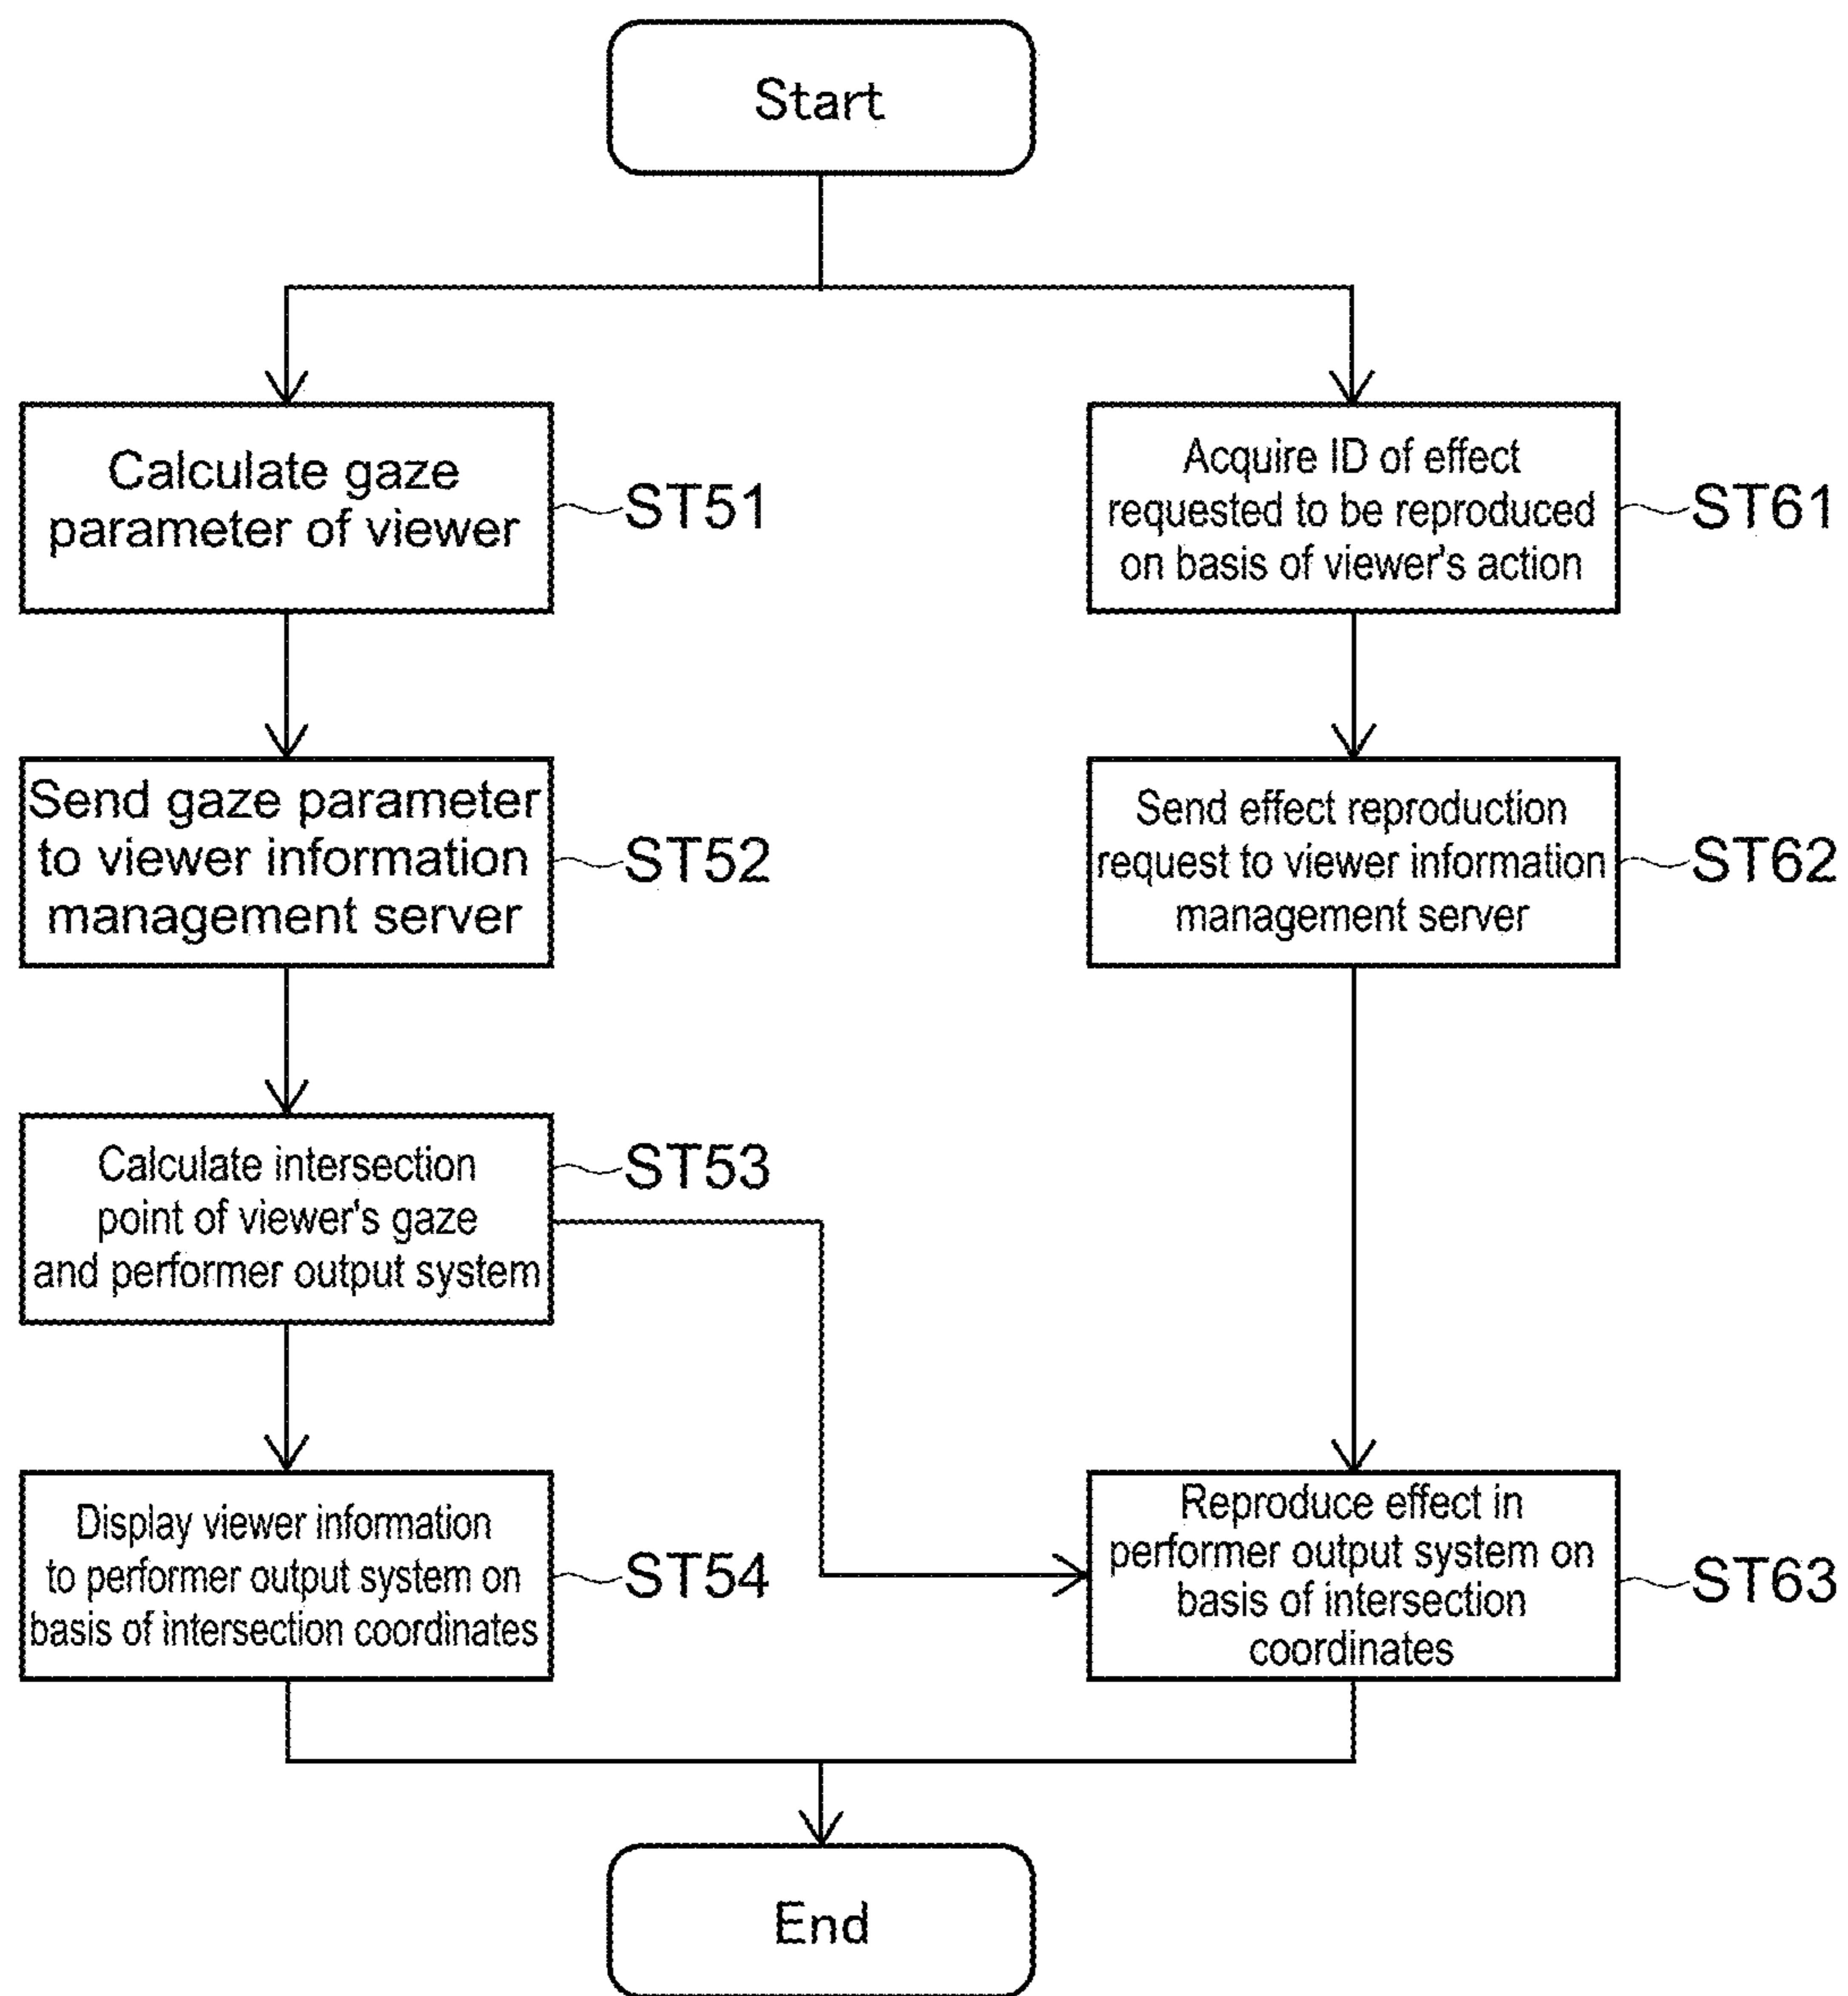 Start
Calculate gaze
parameter of viewer
ST51
Acquire ID of effect
requested to be reproduced
on basis of viewer's action
ST61
Send gaze parameter
to viewer information
management server
ST52
Send effect reproduction
request to viewer information
management server
ST62
Calculate intersection
point of viewer's gaze
and performer output system
ST53
Display viewer information
to performer output system on
basis of intersection coordinates
ST54
Reproduce effect in
performer output system on
basis of intersection
coordinates
ST63
End